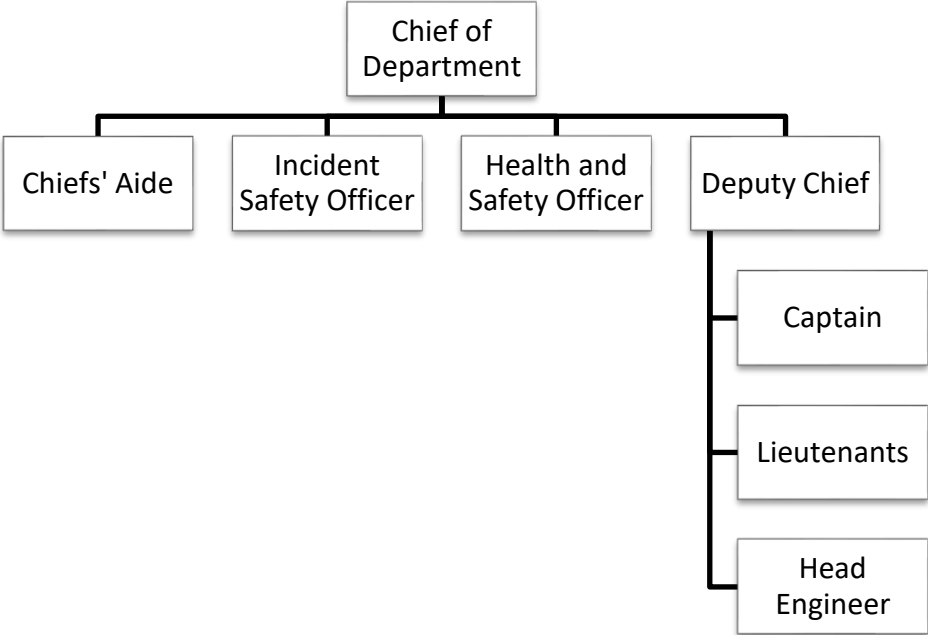 Chief of
Department
Chiefs' Aide
Incident
Safety Officer
Health and
Safety Officer
Deputy Chief
Captain
Lieutenants
Head
Engineer